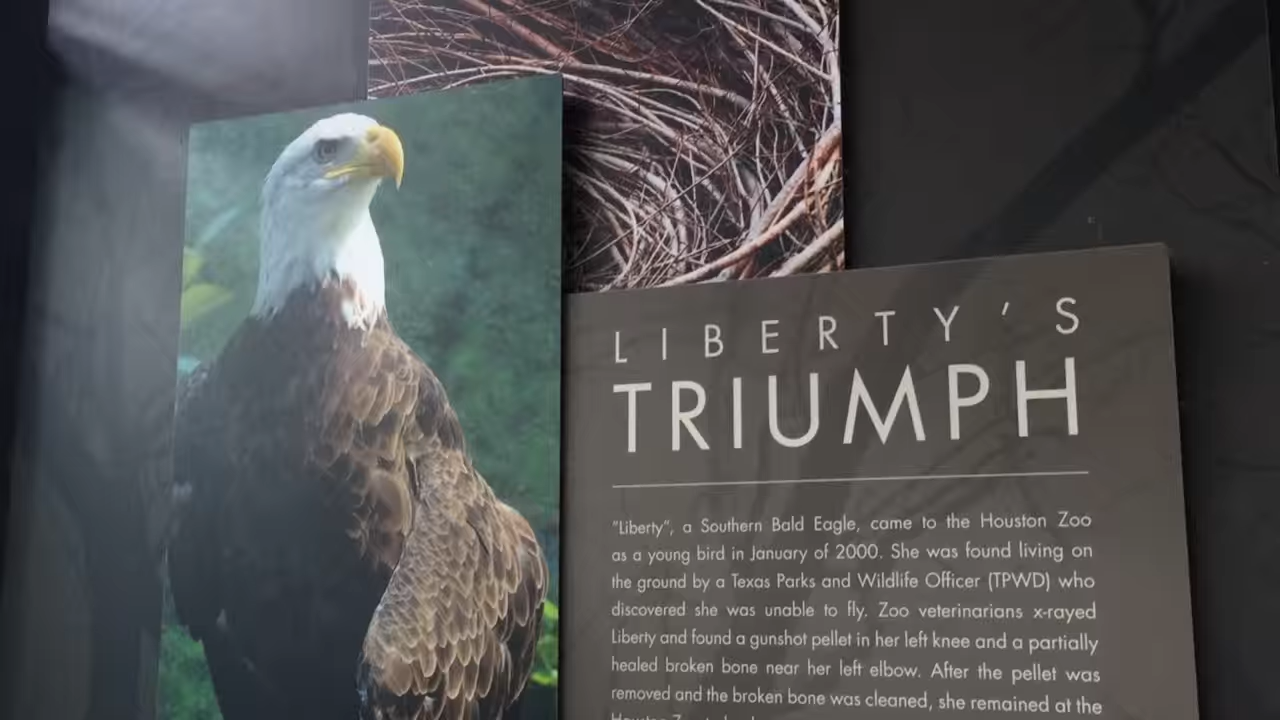 LIBERTY'S
TRIUMPH
"Liberty", a Southern Bald Eagle, came to the Houston Zoo
as a young bird in January of 2000. She was found living on
the ground by a Texas Parks and Wildlife Officer (TPWD) who
discovered she was unable to fly. Zoo veterinarians x-rayed
Liberty and found a gunshot pellet in her left knee and a partially
healed broken bone near her left elbow. After the pellet was
removed and the broken bone was cleaned, she remained at the